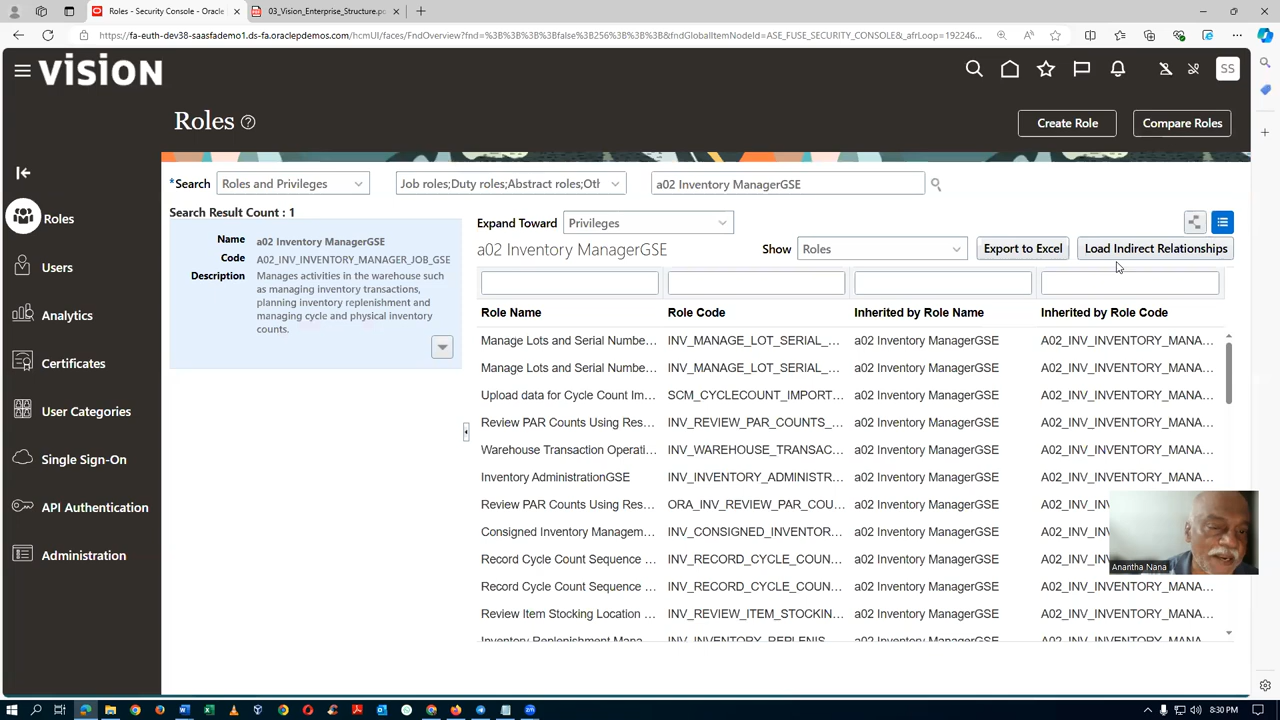 Roles - Security Console - Oracle
03_Vision_Enterprise_Structure.pc
https://fa-euth-dev38-saasfademo1.ds-fa.oraclepdemos.com/hcmUI/faces/FndOverview?fnd=%3B%3B%3B%3Bfalse%3B256%3B%3B%3B&fndGlobalItemNodeId=ASE_FUSE_SECURITY_CONSOLE&_afrLoop=192246...
VISION
SS
Roles
Create Role
Compare Roles
*Search
Roles and Privileges
Job roles;Duty roles;Abstract roles;Oth
a02 Inventory ManagerGSE
Search Result Count : 1
Name
a02 Inventory ManagerGSE
Code
A02_INV_INVENTORY_MANAGER_JOB_GSE
Description
Manages activities in the warehouse such
as managing inventory transactions,
planning inventory replenishment and
managing cycle and physical inventory
counts.
Roles
Users
Analytics
Certificates
User Categories
Single Sign-On
API Authentication
Administration
Expand Toward
Privileges
a02 Inventory ManagerGSE
Show
Roles
Export to Excel
Load Indirect Relationships
Role Name Role Code Inherited by Role Name Inherited by Role Code
Manage Lots and Serial Numbe... INV_MANAGE_LOT_SERIAL_... a02 Inventory ManagerGSE A02_INV_INVENTORY_MANA...
Manage Lots and Serial Numbe... INV_MANAGE_LOT_SERIAL_... a02 Inventory ManagerGSE A02_INV_INVENTORY_MANA...
Upload data for Cycle Count Im... SCM_CYCLECOUNT_IMPORT... a02 Inventory ManagerGSE A02_INV_INVENTORY_MANA...
Review PAR Counts Using Res... INV_REVIEW_PAR_COUNTS_... a02 Inventory ManagerGSE A02_INV_INVENTORY_MANA...
Warehouse Transaction Operati... INV_WAREHOUSE_TRANSAC... a02 Inventory ManagerGSE A02_INV_INVENTORY_MANA...
Inventory AdministrationGSE INV_INVENTORY_ADMINISTR... a02 Inventory ManagerGSE A02_INV_INVENTORY_MANA...
Review PAR Counts Using Res... ORA_INV_REVIEW_PAR_COU... a02 Inventory ManagerGSE A02_INV_INVENTORY_MANA...
Consigned Inventory Managem... INV_CONSIGNED_INVENTOR... a02 Inventory ManagerGSE
Record Cycle Count Sequence ... INV_RECORD_CYCLE_COUN... a02 Inventory ManagerGSE
Record Cycle Count Sequence ... INV_RECORD_CYCLE_COUN... a02 Inventory ManagerGSE A02_INV_INVENTORY_MANA...
Review Item Stocking Location ... INV_REVIEW_ITEM_STOCKIN... a02 Inventory ManagerGSE A02_INV_INVENTORY_MANA...
Inventory Replenishment Mana... INV_INVENTORY_REPLENIS... a02 Inventory ManagerGSE A02_INV_INVENTORY_MANA...
Anantha Nana
8:30 PM